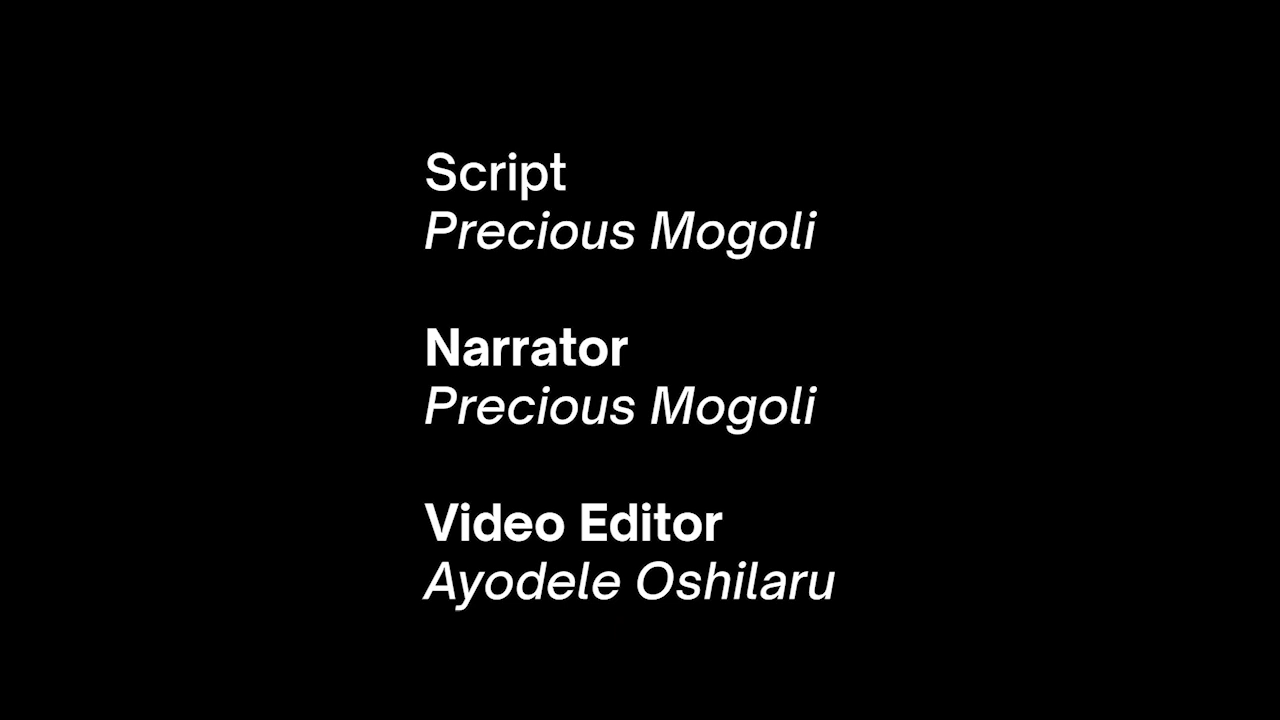 Script
Precious Mogoli
Narrator
Precious Mogoli
Video Editor
Ayodele Oshilaru